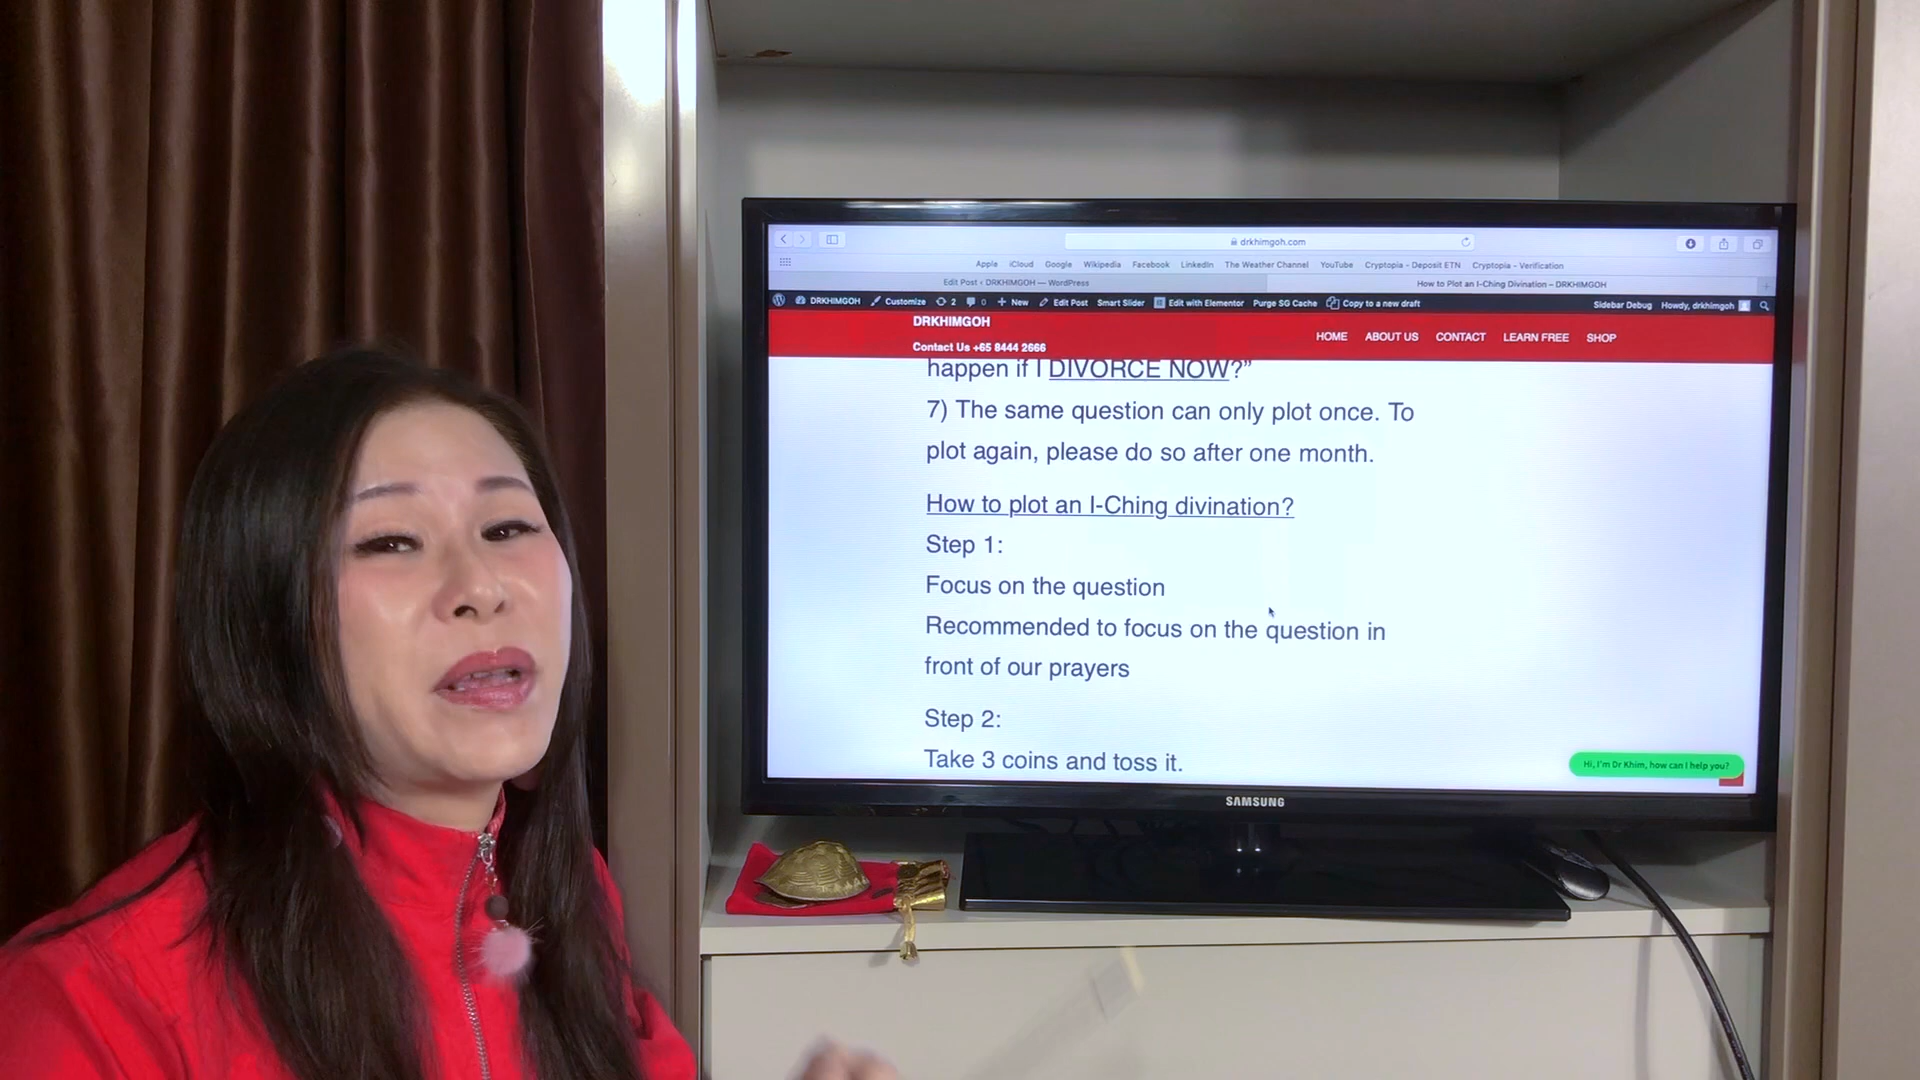 drkhimgoh.com
Apple iCloud Google Wikipedia Facebook LinkedIn The Weather Channel YouTube Cryptopia - Deposit ETN Cryptopia - Verification
Edit Post ‹ DRKHIMGOH — WordPress
How to Plot an I-Ching Divination – DRKHIMGOH
DRKHIMGOH Customize 2 0 New Edit Post Smart Slider Edit with Elementor Purge SG Cache Copy to a new draft Sidebar Debug Howdy, drkhimgoh
DRKHIMGOH
Contact Us +65 8444 2666
HOME ABOUT US CONTACT LEARN FREE SHOP
happen if I DIVORCE NOW?”
7) The same question can only plot once. To
plot again, please do so after one month.
How to plot an I-Ching divination?
Step 1:
Focus on the question
Recommended to focus on the question in
front of our prayers
Step 2:
Take 3 coins and toss it.
Hi, I'm Dr Khim, how can I help you?
SAMSUNG